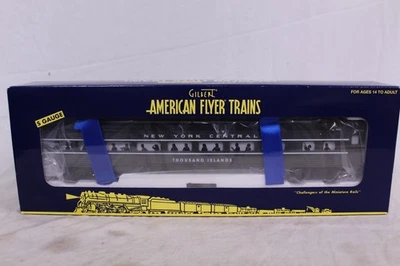 GILBERT
AMERICAN FLYER TRAINS
FOR AGES 14 TO ADULT
S GAUGE
NEW YORK CENTRAL
THOUSAND ISLANDS
"Challengers of the Miniature Rails"